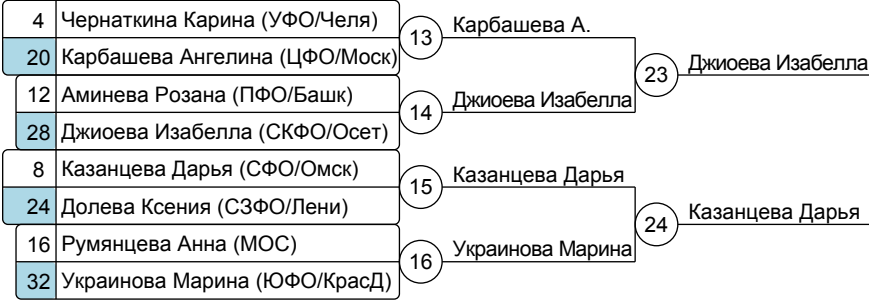 4 Чернаткина Карина (УФО/Челя)
20 Карбашева Ангелина (ЦФО/Моск)
12 Аминева Розана (ПФО/Башк)
28 Джиоева Изабелла (СКФО/Осет)
8 Казанцева Дарья (СФО/Омск)
24 Долева Ксения (СЗФО/Лени)
16 Румянцева Анна (МОС)
32 Украинова Марина (ЮФО/КрасД)
13 Карбашева А.
14 Джиоева Изабелла
15 Казанцева Дарья
16 Украинова Марина
23 Джиоева Изабелла
24 Казанцева Дарья